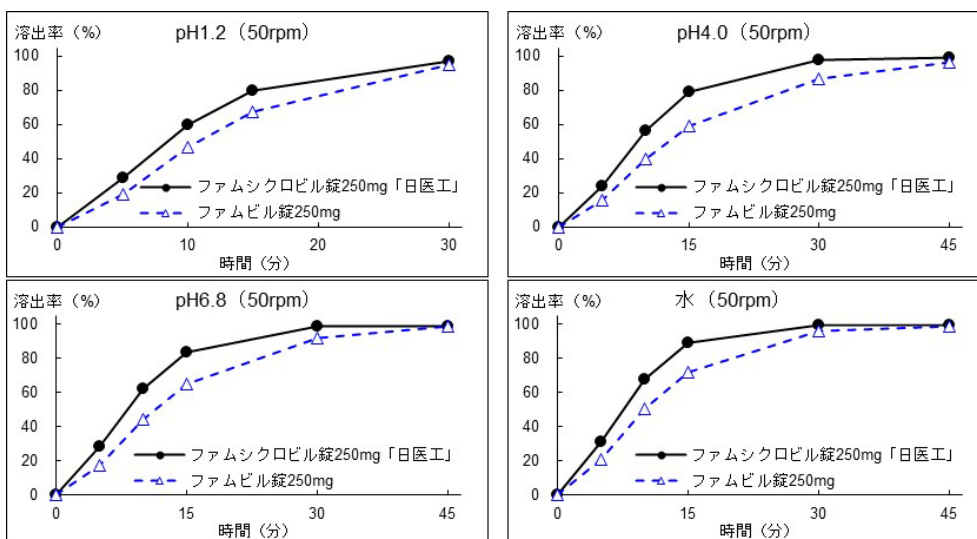 溶出率（%） pH1.2（50rpm）
100
80
60
40
20
0
ファムシクロビル錠250mg「日医工」
ファムビル錠250mg
0 10 20 30
時間（分）
溶出率（%） pH4.0（50rpm）
100
80
60
40
20
0
ファムシクロビル錠250mg「日医工」
ファムビル錠250mg
0 15 30 45
時間（分）
溶出率（%） pH6.8（50rpm）
100
80
60
40
20
0
ファムシクロビル錠250mg「日医工」
ファムビル錠250mg
0 15 30 45
時間（分）
溶出率（%） 水（50rpm）
100
80
60
40
20
0
ファムシクロビル錠250mg「日医工」
ファムビル錠250mg
0 15 30 45
時間（分）